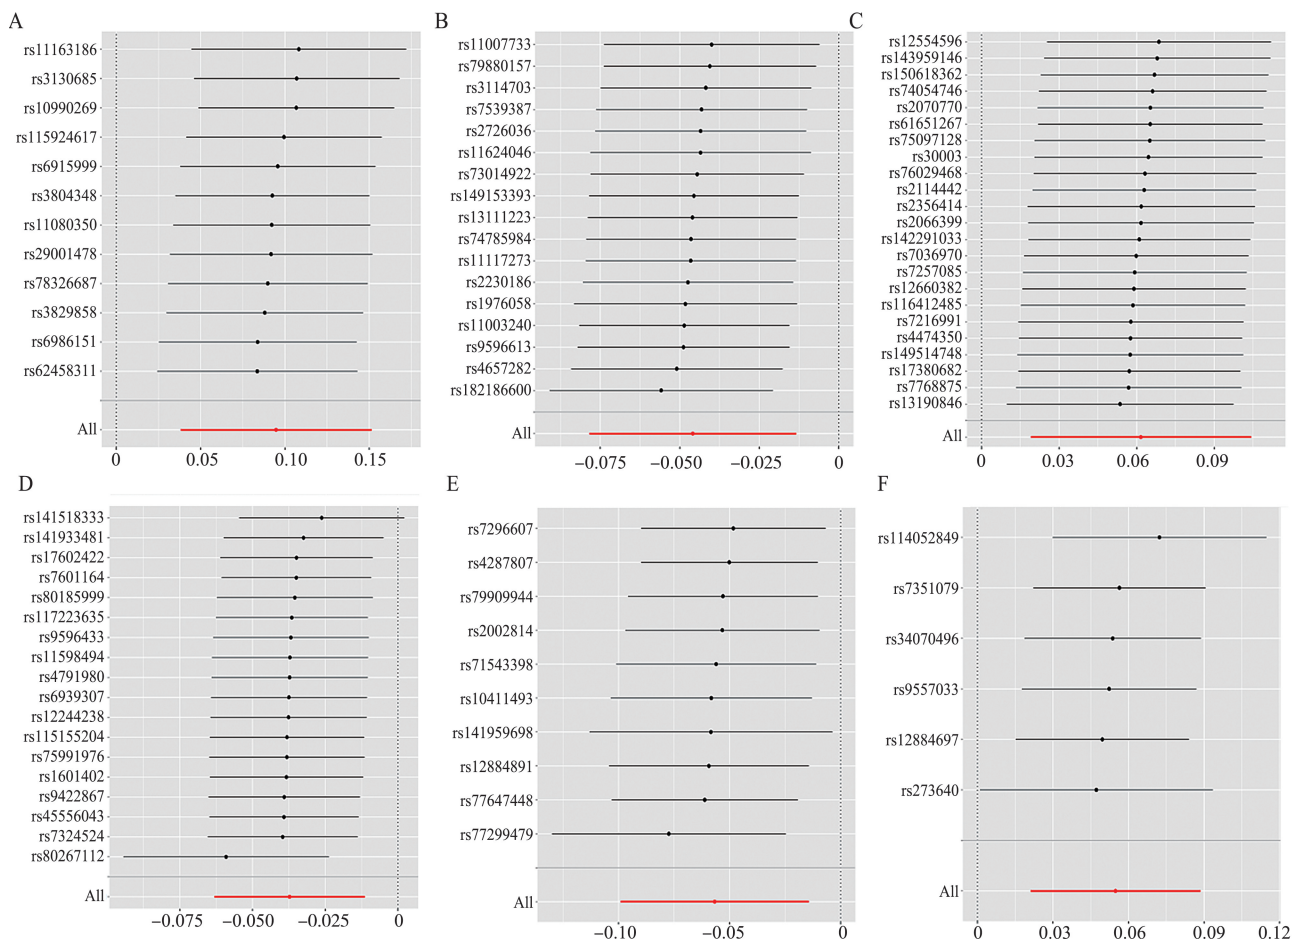 A
rs11163186
rs3130685
rs10990269
rs115924617
rs6915999
rs3804348
rs11080350
rs29001478
rs78326687
rs3829858
rs6986151
rs62458311
All
0 0.05 0.10 0.15
B
rs11007733
rs79880157
rs3114703
rs7539387
rs2726036
rs11624046
rs73014922
rs149153393
rs13111223
rs74785984
rs11117273
rs2230186
rs1976058
rs11003240
rs9596613
rs4657282
rs182186600
All
−0.075 −0.050 −0.025 0
C
rs12554596
rs143959146
rs150618362
rs74054746
rs2070770
rs61651267
rs75097128
rs30003
rs76029468
rs2114442
rs2356414
rs2066399
rs142291033
rs7036970
rs7257085
rs12660382
rs116412485
rs7216991
rs4474350
rs149514748
rs17380682
rs7768875
rs13190846
All
0 0.03 0.06 0.09
D
rs141518333
rs141933481
rs17602422
rs7601164
rs80185999
rs117223635
rs9596433
rs11598494
rs4791980
rs6939307
rs12244238
rs115155204
rs75991976
rs1601402
rs9422867
rs45556043
rs7324524
rs80267112
All
−0.075 −0.050 −0.025 0
E
rs7296607
rs4287807
rs79909944
rs2002814
rs71543398
rs10411493
rs141959698
rs12884891
rs77647448
rs77299479
All
−0.10 −0.05 0
F
rs114052849
rs7351079
rs34070496
rs9557033
rs12884697
rs273640
All
0 0.03 0.06 0.09 0.12